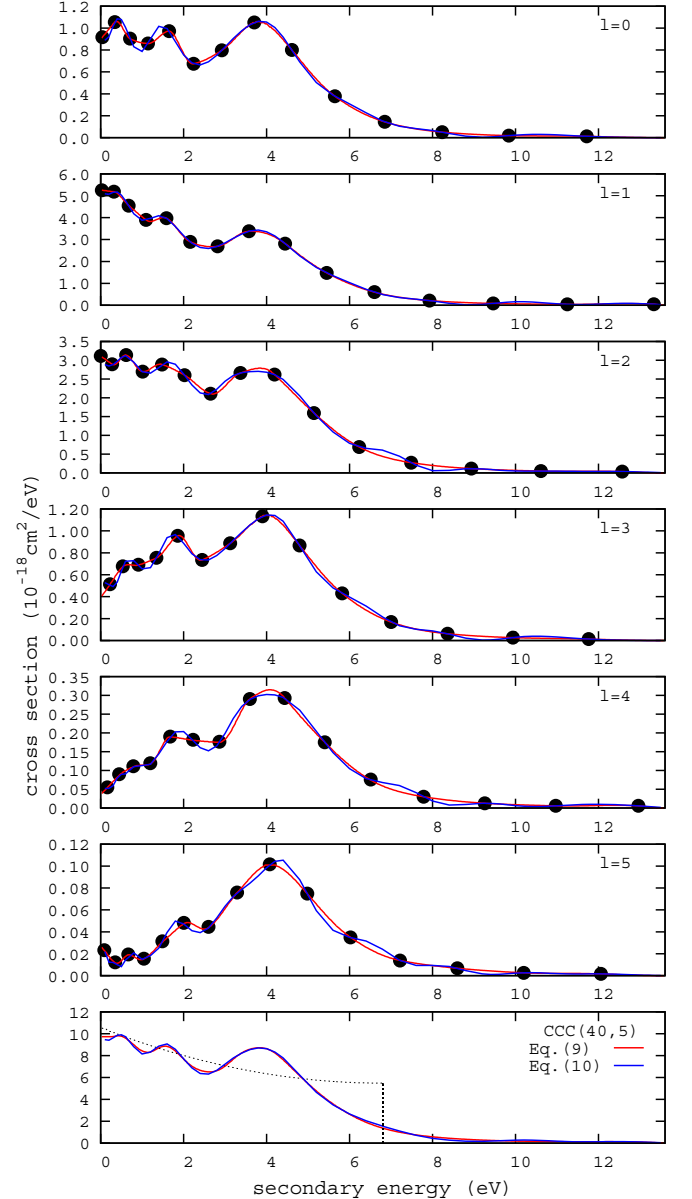 cross section (10⁻¹⁸cm²/eV)
1.2
1.0
0.8
0.6
0.4
0.2
0.0
l=0
0 2 4 6 8 10 12
6.0
5.0
4.0
3.0
2.0
1.0
0.0
l=1
0 2 4 6 8 10 12
3.5
3.0
2.5
2.0
1.5
1.0
0.5
0.0
l=2
0 2 4 6 8 10 12
1.20
1.00
0.80
0.60
0.40
0.20
0.00
l=3
0 2 4 6 8 10 12
0.35
0.30
0.25
0.20
0.15
0.10
0.05
0.00
l=4
0 2 4 6 8 10 12
0.12
0.10
0.08
0.06
0.04
0.02
0.00
l=5
0 2 4 6 8 10 12
12
10
8
6
4
2
0
CCC(40,5)
Eq.(9)
Eq.(10)
0 2 4 6 8 10 12
secondary energy (eV)